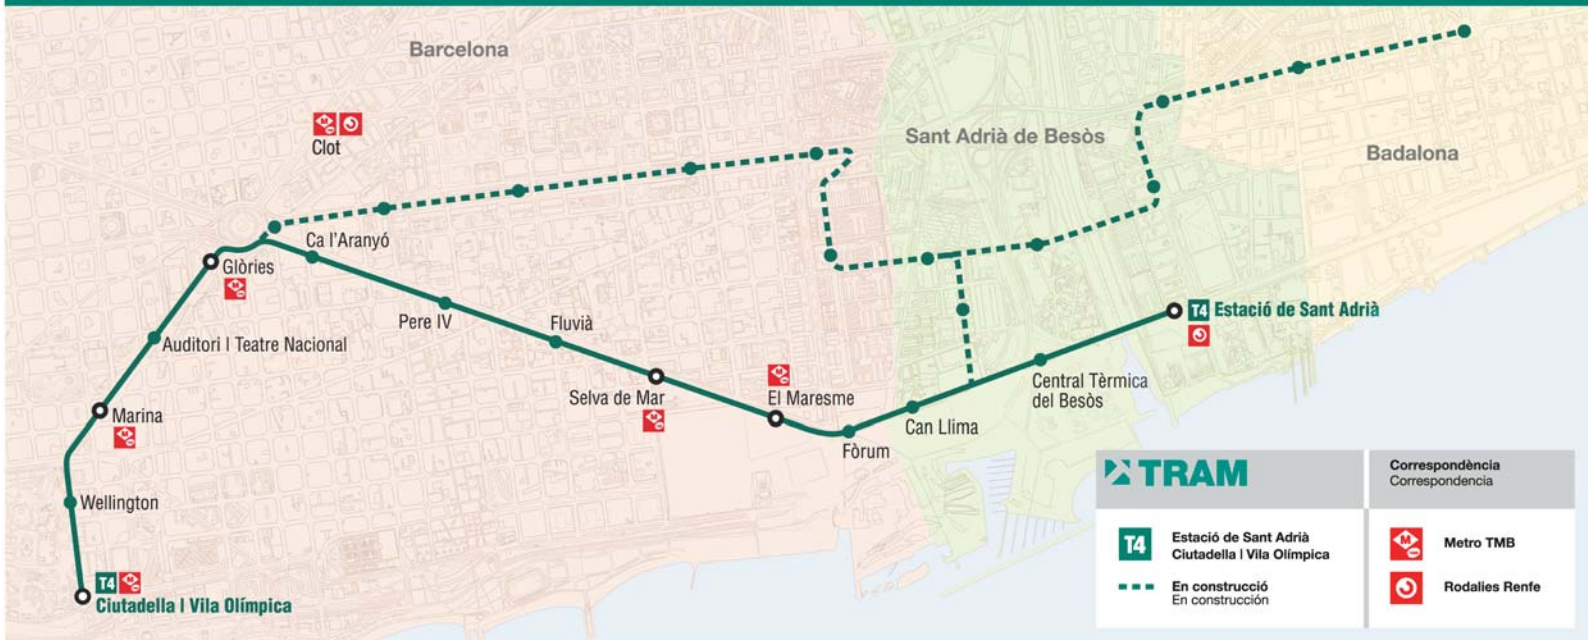 Barcelona
Clot
Sant Adrià de Besòs
Badalona
Ca l'Aranyó
Glòries
Pere IV
Fluvià
T4 Estació de Sant Adrià
Auditori | Teatre Nacional
Selva de Mar
El Maresme
Central Tèrmica
del Besòs
Marina
Can Llima
Fòrum
Wellington
T4
Ciutadella | Vila Olímpica
TRAM
Correspondència
Correspondencia
T4
Estació de Sant Adrià
Ciutadella | Vila Olímpica
En construcció
En construcción
M
Metro TMB
Rodalies Renfe